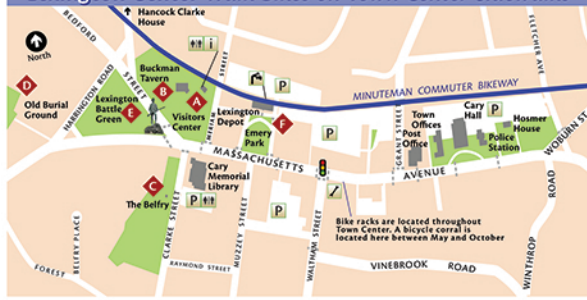 Hancock Clarke
House
BEDFORD
STREET
North
Buckman
Tavern
i
STREET
FLETCHER AVE
HARRINGTON ROAD
D
Old Burial
Ground
B
A
Lexington
Battle
Green
E
Visitors
Center
MERIAM
Lexington
Depot
P
Emery
Park
F
P
MINUTEMAN COMMUTER BIKEWAY
GRANT STREET
Town
Offices
Post
Office
Cary
Hall
P
Hosmer
House
Police
Station
WOBURN ST
MASSACHUSETTS
AVENUE
C
The Belfry
Cary
Memorial
Library
P
P
Bike racks are located throughout
Town Center. A bicycle corral is
located here between May and October
BELFRY PLACE
CLARKE STREET
MUZZEY STREET
WALTHAM STREET
RAYMOND STREET
FOREST
VINEBROOK ROAD
WINTHROP
ROAD